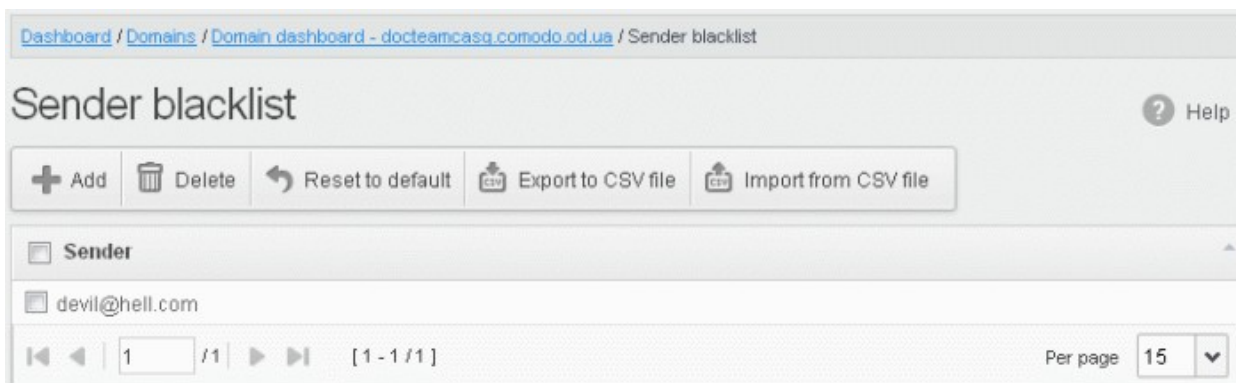 Dashboard / Domains / Domain dashboard - docteamcasg.comodo.od.ua / Sender blacklist
Sender blacklist
? Help
Add Delete Reset to default CSV Export to CSV file CSV Import from CSV file
Sender
devil@hell.com
1 /1 [1 - 1 /1] Per page 15